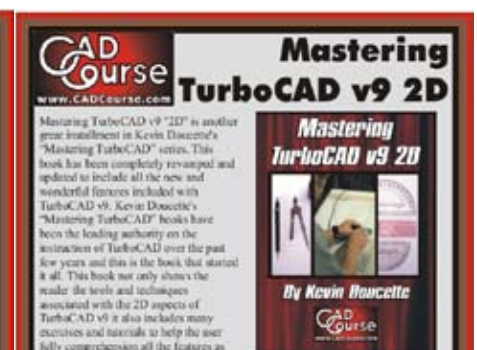 CAD Course
www.CADCourse.com
Mastering
TurboCAD v9 2D
Mastering TurboCAD v9 "2D" is another
great installment in Kevin Doucette's
"Mastering TurboCAD" series. This
book has been completely revamped and
updated to include all the new and
wonderful features included with
TurboCAD v9. Kevin Doucette's
"Mastering TurboCAD" books have
been the leading authority on the
instruction of TurboCAD over the past
few years and this is the book that started
it all. This book not only shows the
reader the tools and techniques
associated with the 2D aspects of
TurboCAD v9 it also includes many
exercises and tutorials to help the user
fully comprehension all the features as
Mastering
TurboCAD v9 2D
By Kevin Doucette
CAD Course